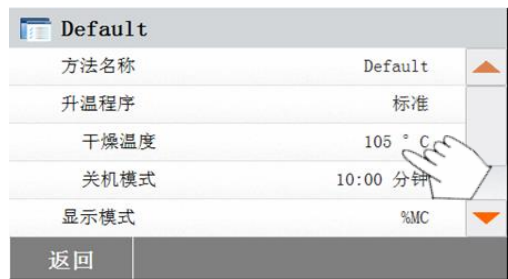 Default
方法名称 Default
升温程序 标准
干燥温度 105 °C
关机模式 10:00 分钟
显示模式 %MC
返回